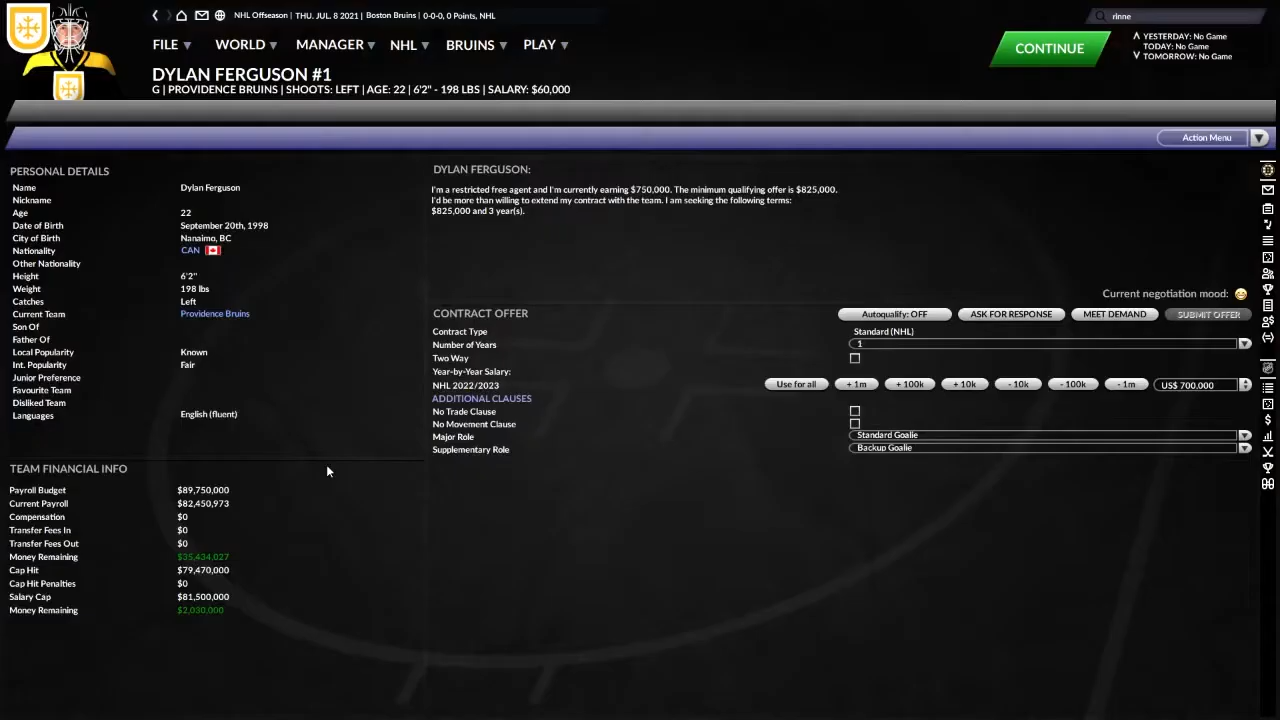 NHL Offseason | THU. JUL. 8 2021 | Boston Bruins | 0-0-0, 0 Points, NHL
rinne
FILE WORLD MANAGER NHL BRUINS PLAY
CONTINUE
YESTERDAY: No Game
TODAY: No Game
TOMORROW: No Game
DYLAN FERGUSON #1
G | PROVIDENCE BRUINS | SHOOTS: LEFT | AGE: 22 | 6'2" - 198 LBS | SALARY: $60,000
Action Menu
PERSONAL DETAILS
Name Dylan Ferguson
Nickname
Age 22
Date of Birth September 20th, 1998
City of Birth Nanaimo, BC
Nationality CAN
Other Nationality
Height 6'2"
Weight 198 lbs
Catches Left
Current Team Providence Bruins
Son Of
Father Of
Local Popularity Known
Int. Popularity Fair
Junior Preference
Favourite Team
Disliked Team
Languages English (fluent)
TEAM FINANCIAL INFO
Payroll Budget $89,750,000
Current Payroll $82,450,973
Compensation $0
Transfer Fees In $0
Transfer Fees Out $0
Money Remaining $35,434,027
Cap Hit $79,470,000
Cap Hit Penalties $0
Salary Cap $81,500,000
Money Remaining $2,030,000
DYLAN FERGUSON:
I'm a restricted free agent and I'm currently earning $750,000. The minimum qualifying offer is $825,000.
I'd be more than willing to extend my contract with the team. I am seeking the following terms:
$825,000 and 3 year(s).
Current negotiation mood:
CONTRACT OFFER Autoqualify: OFF ASK FOR RESPONSE MEET DEMAND SUBMIT OFFER
Contract Type Standard (NHL)
Number of Years 1
Two Way
Year-by-Year Salary:
NHL 2022/2023 Use for all + 1m + 100k + 10k - 10k - 100k - 1m US$ 700,000
ADDITIONAL CLAUSES
No Trade Clause
No Movement Clause
Major Role Standard Goalie
Supplementary Role Backup Goalie